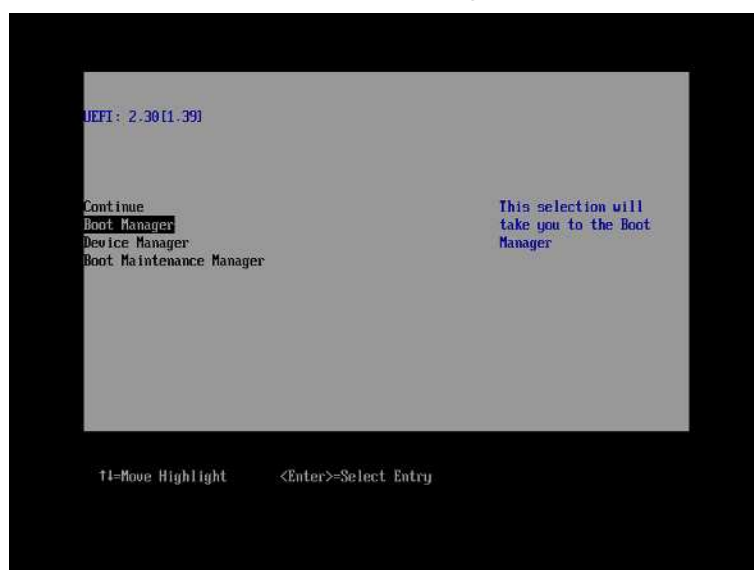 UEFI: 2.30[1.39]
Continue
Boot Manager
Device Manager
Boot Maintenance Manager
This selection will
take you to the Boot
Manager
↑↓=Move Highlight <Enter>=Select Entry